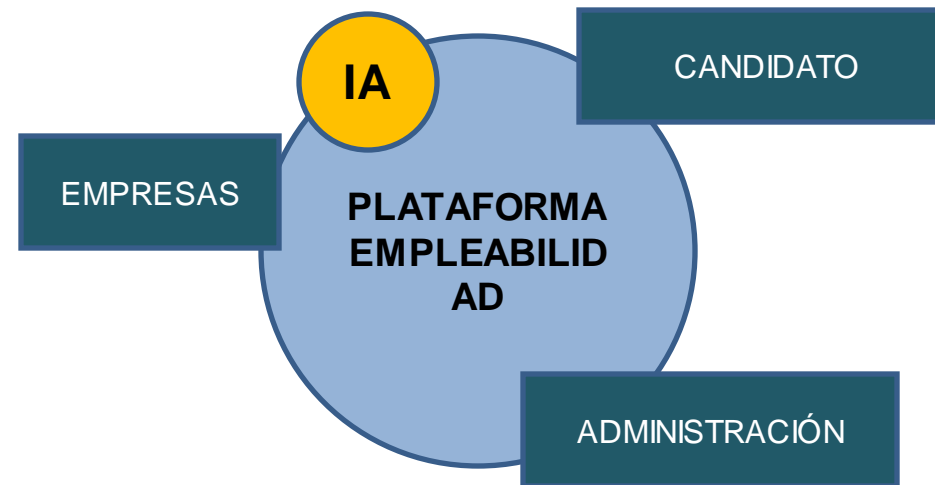 IA
CANDIDATO
EMPRESAS
PLATAFORMA
EMPLEABILID
AD
ADMINISTRACIÓN